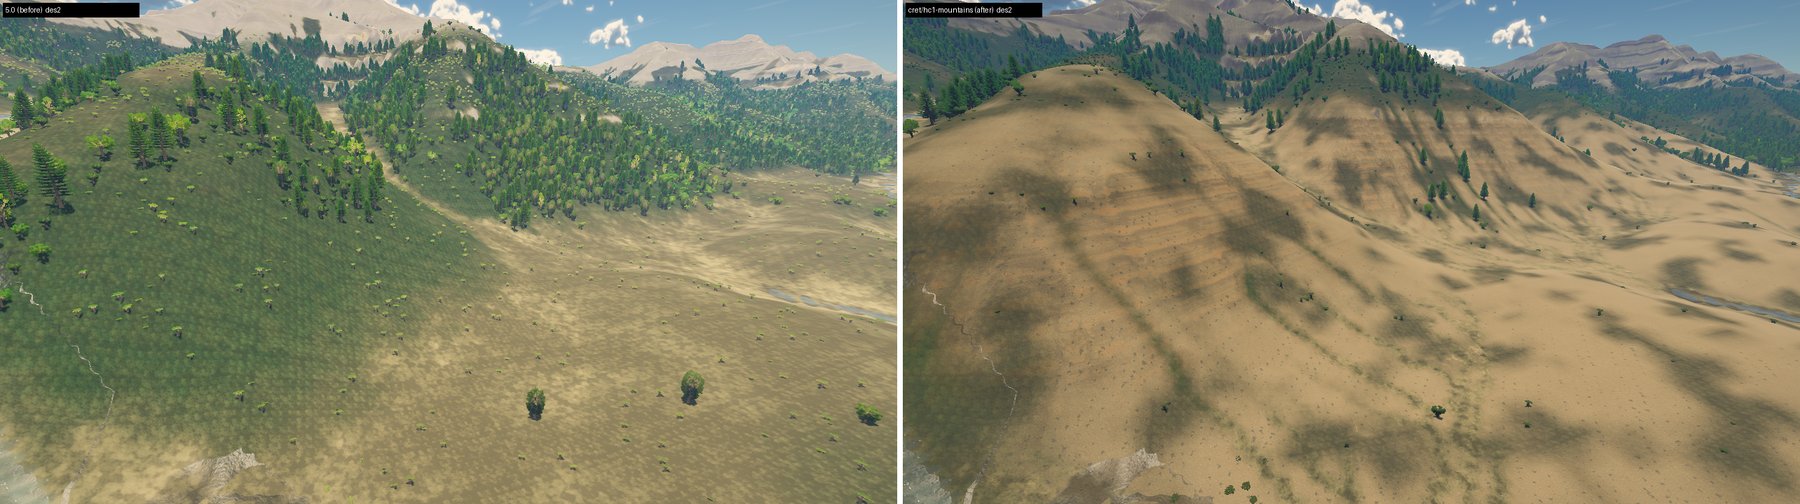 5.0 (before) des2
cret/hc1-mountains (after) des2